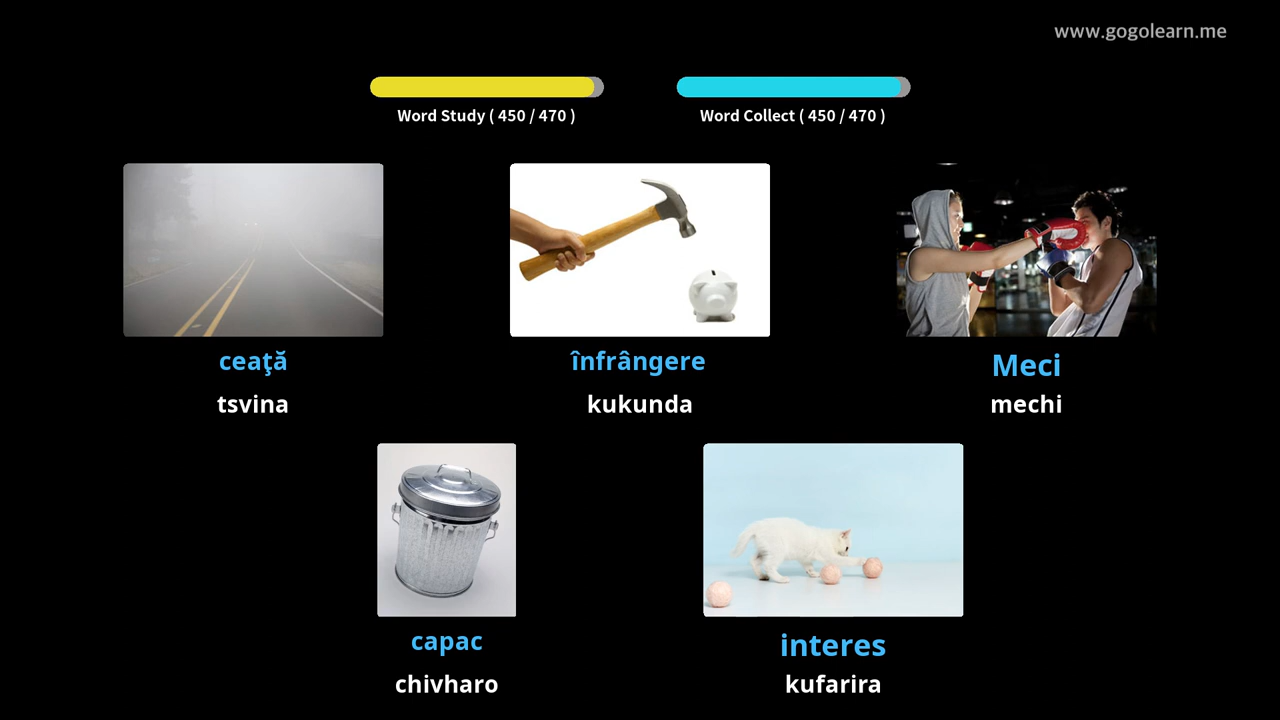 www.gogolearn.me
Word Study ( 450 / 470 )
Word Collect ( 450 / 470 )
ceaţă
înfrângere
Meci
tsvina
kukunda
mechi
capac
interes
chivharo
kufarira